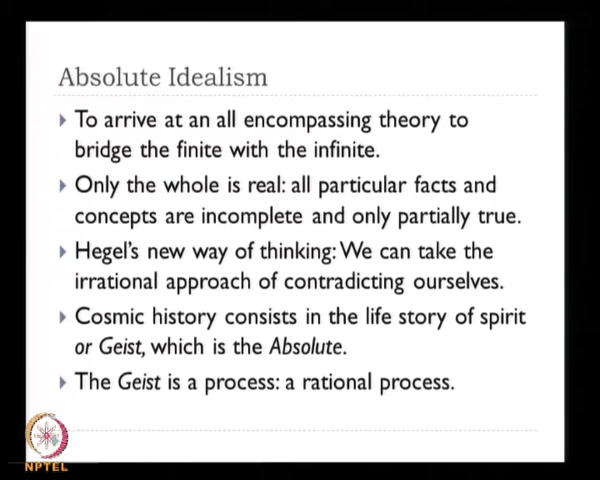 Absolute Idealism
To arrive at an all encompassing theory to
bridge the finite with the infinite.
Only the whole is real: all particular facts and
concepts are incomplete and only partially true.
Hegel's new way of thinking: We can take the
irrational approach of contradicting ourselves.
Cosmic history consists in the life story of spirit
or Geist, which is the Absolute.
The Geist is a process: a rational process.
NPTEL